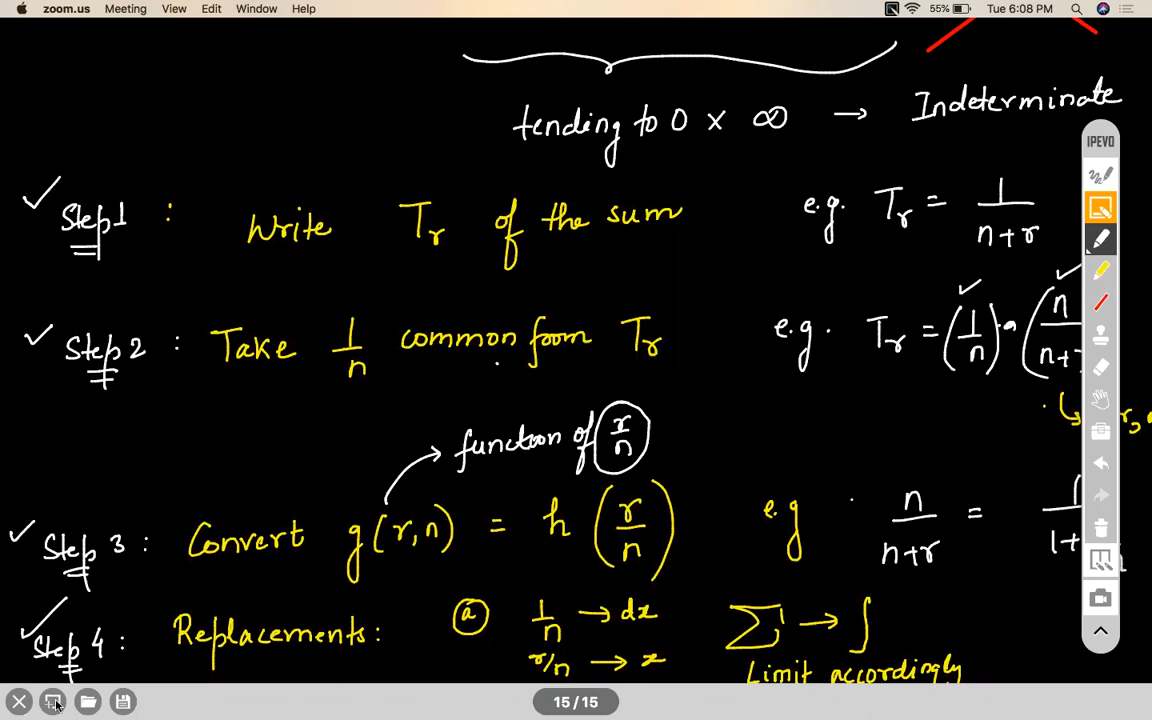 zoom.us Meeting View Edit Window Help 55% Tue 6:08 PM
tending to 0 × ∞ → Indeterminate
IPEVO
Step 1 : Write Tr of the sum e.g. Tr = 1/(n+r)
Step 2 : Take 1/n common from Tr e.g. Tr = (1/n) . (n/(n+
function of (r/n)
Step 3 : Convert g(r,n) = h (r/n) e.g n/(n+r) = 1/(1+
Step 4 : Replacements: (a) 1/n → dx ∑ → ∫
r/n → x Limit accordingly
15 / 15